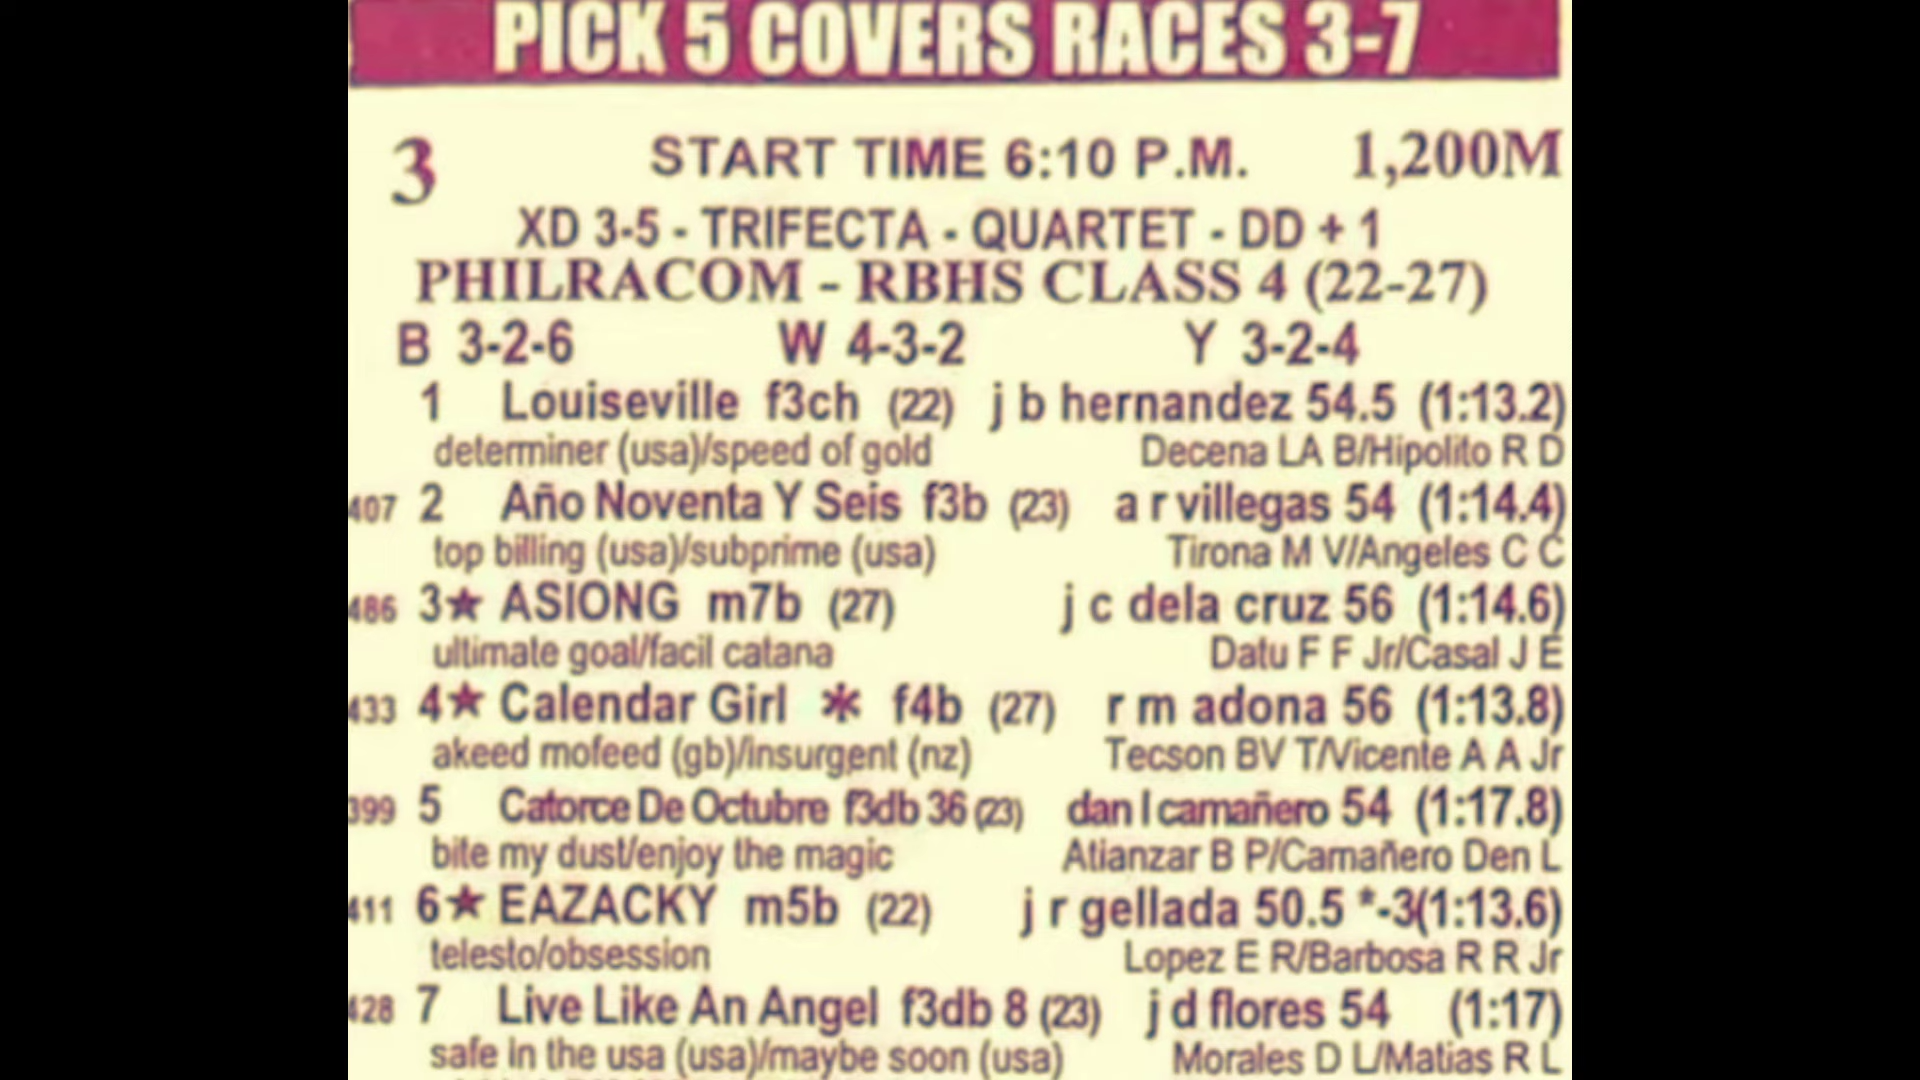 PICK 5 COVERS RACES 3-7
3 START TIME 6:10 P.M. 1,200M
XD 3-5 - TRIFECTA - QUARTET - DD + 1
PHILRACOM - RBHS CLASS 4 (22-27)
B 3-2-6 W 4-3-2 Y 3-2-4
1 Louiseville f3ch (22) j b hernandez 54.5 (1:13.2)
determiner (usa)/speed of gold Decena LA B/Hipolito R D
407 2 Año Noventa Y Seis f3b (23) a r villegas 54 (1:14.4)
top billing (usa)/subprime (usa) Tirona M V/Angeles C C
486 3★ ASIONG m7b (27) j c dela cruz 56 (1:14.6)
ultimate goal/facil catana Datu F F Jr/Casal J E
433 4★ Calendar Girl * f4b (27) r m adona 56 (1:13.8)
akeed mofeed (gb)/insurgent (nz) Tecson BV T/Vicente A A Jr
399 5 Catorce De Octubre f3db 36 (23) dan l camañero 54 (1:17.8)
bite my dust/enjoy the magic Atianzar B P/Camañero Den L
411 6★ EAZACKY m5b (22) j r gellada 50.5 *-3(1:13.6)
telesto/obsession Lopez E R/Barbosa R R Jr
428 7 Live Like An Angel f3db 8 (23) j d flores 54 (1:17)
safe in the usa (usa)/maybe soon (usa) Morales D L/Matias R L